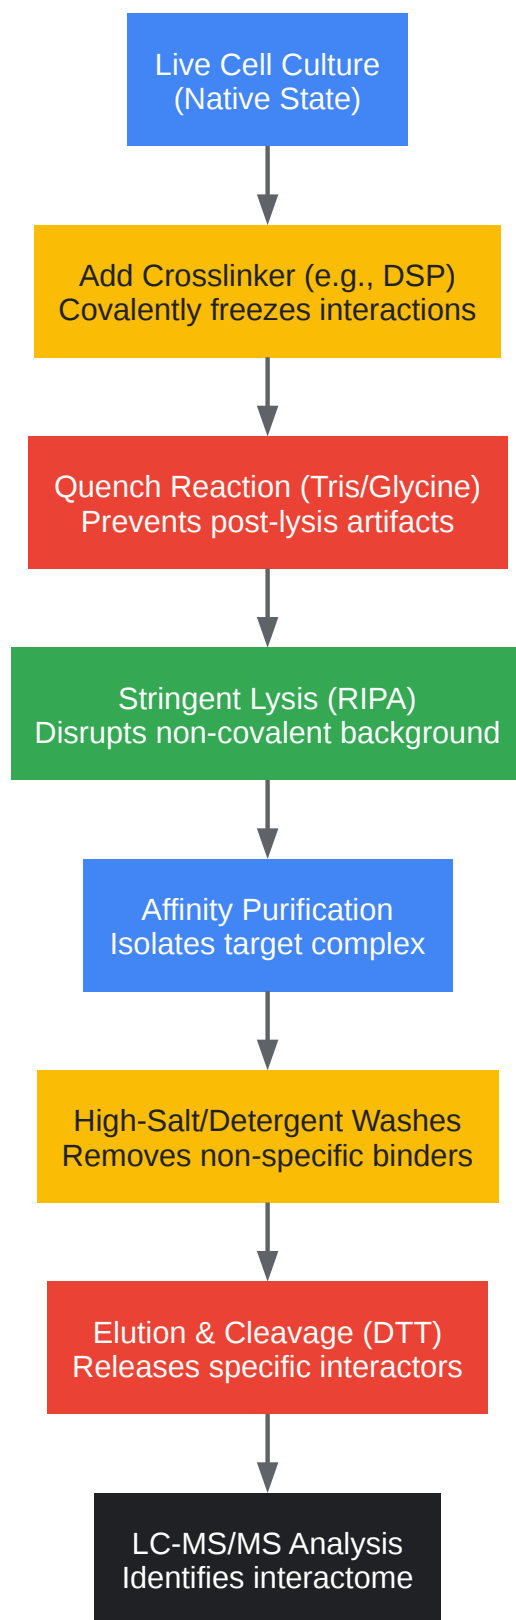 Live Cell Culture
(Native State)
Add Crosslinker (e.g., DSP)
Covalently freezes interactions
Quench Reaction (Tris/Glycine)
Prevents post-lysis artifacts
Stringent Lysis (RIPA)
Disrupts non-covalent background
Affinity Purification
Isolates target complex
High-Salt/Detergent Washes
Removes non-specific binders
Elution & Cleavage (DTT)
Releases specific interactors
LC-MS/MS Analysis
Identifies interactome